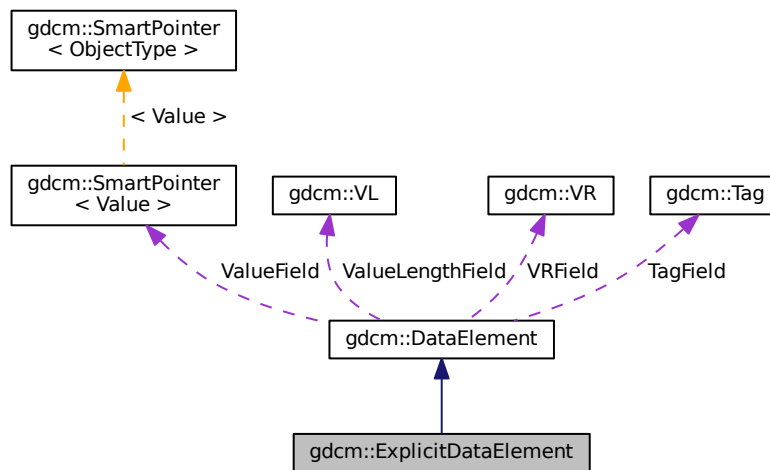 gdcm::SmartPointer
< ObjectType >
< Value >
gdcm::SmartPointer
< Value >
gdcm::VL
gdcm::VR
gdcm::Tag
ValueField
ValueLengthField
VRField
TagField
gdcm::DataElement
gdcm::ExplicitDataElement